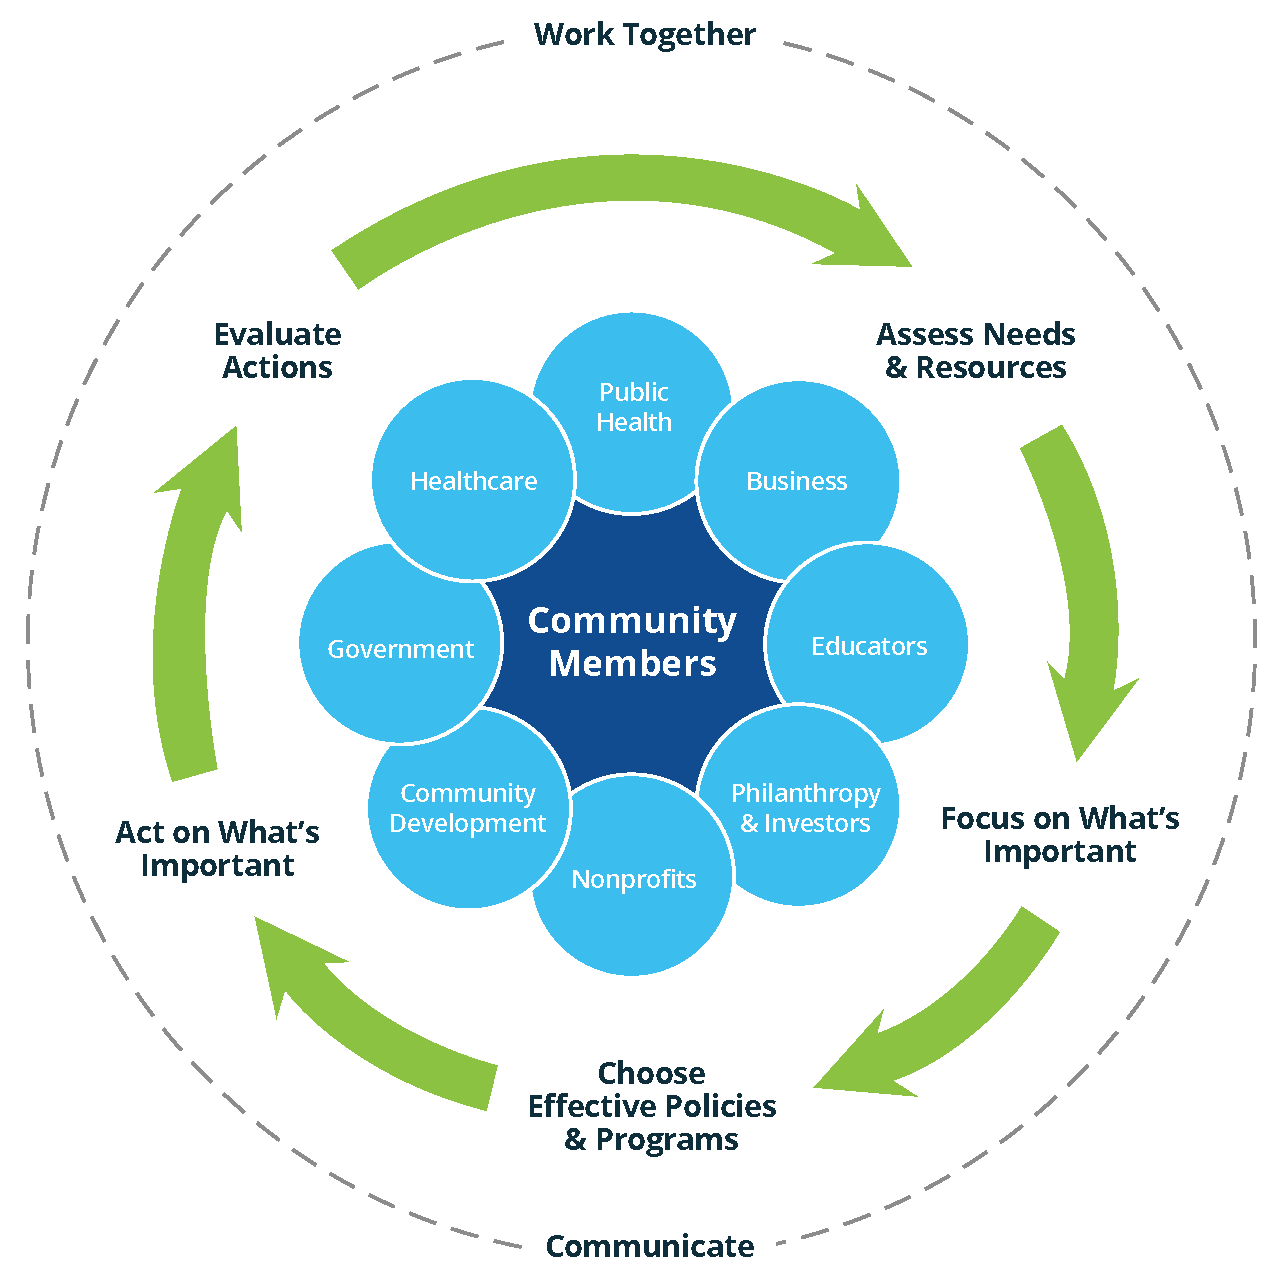 Work Together
Evaluate
Actions
Assess Needs
& Resources
Public
Health
Healthcare
Business
Community
Members
Government
Educators
Community
Development
Philanthropy
& Investors
Nonprofits
Act on What’s
Important
Focus on What’s
Important
Choose
Effective Policies
& Programs
Communicate